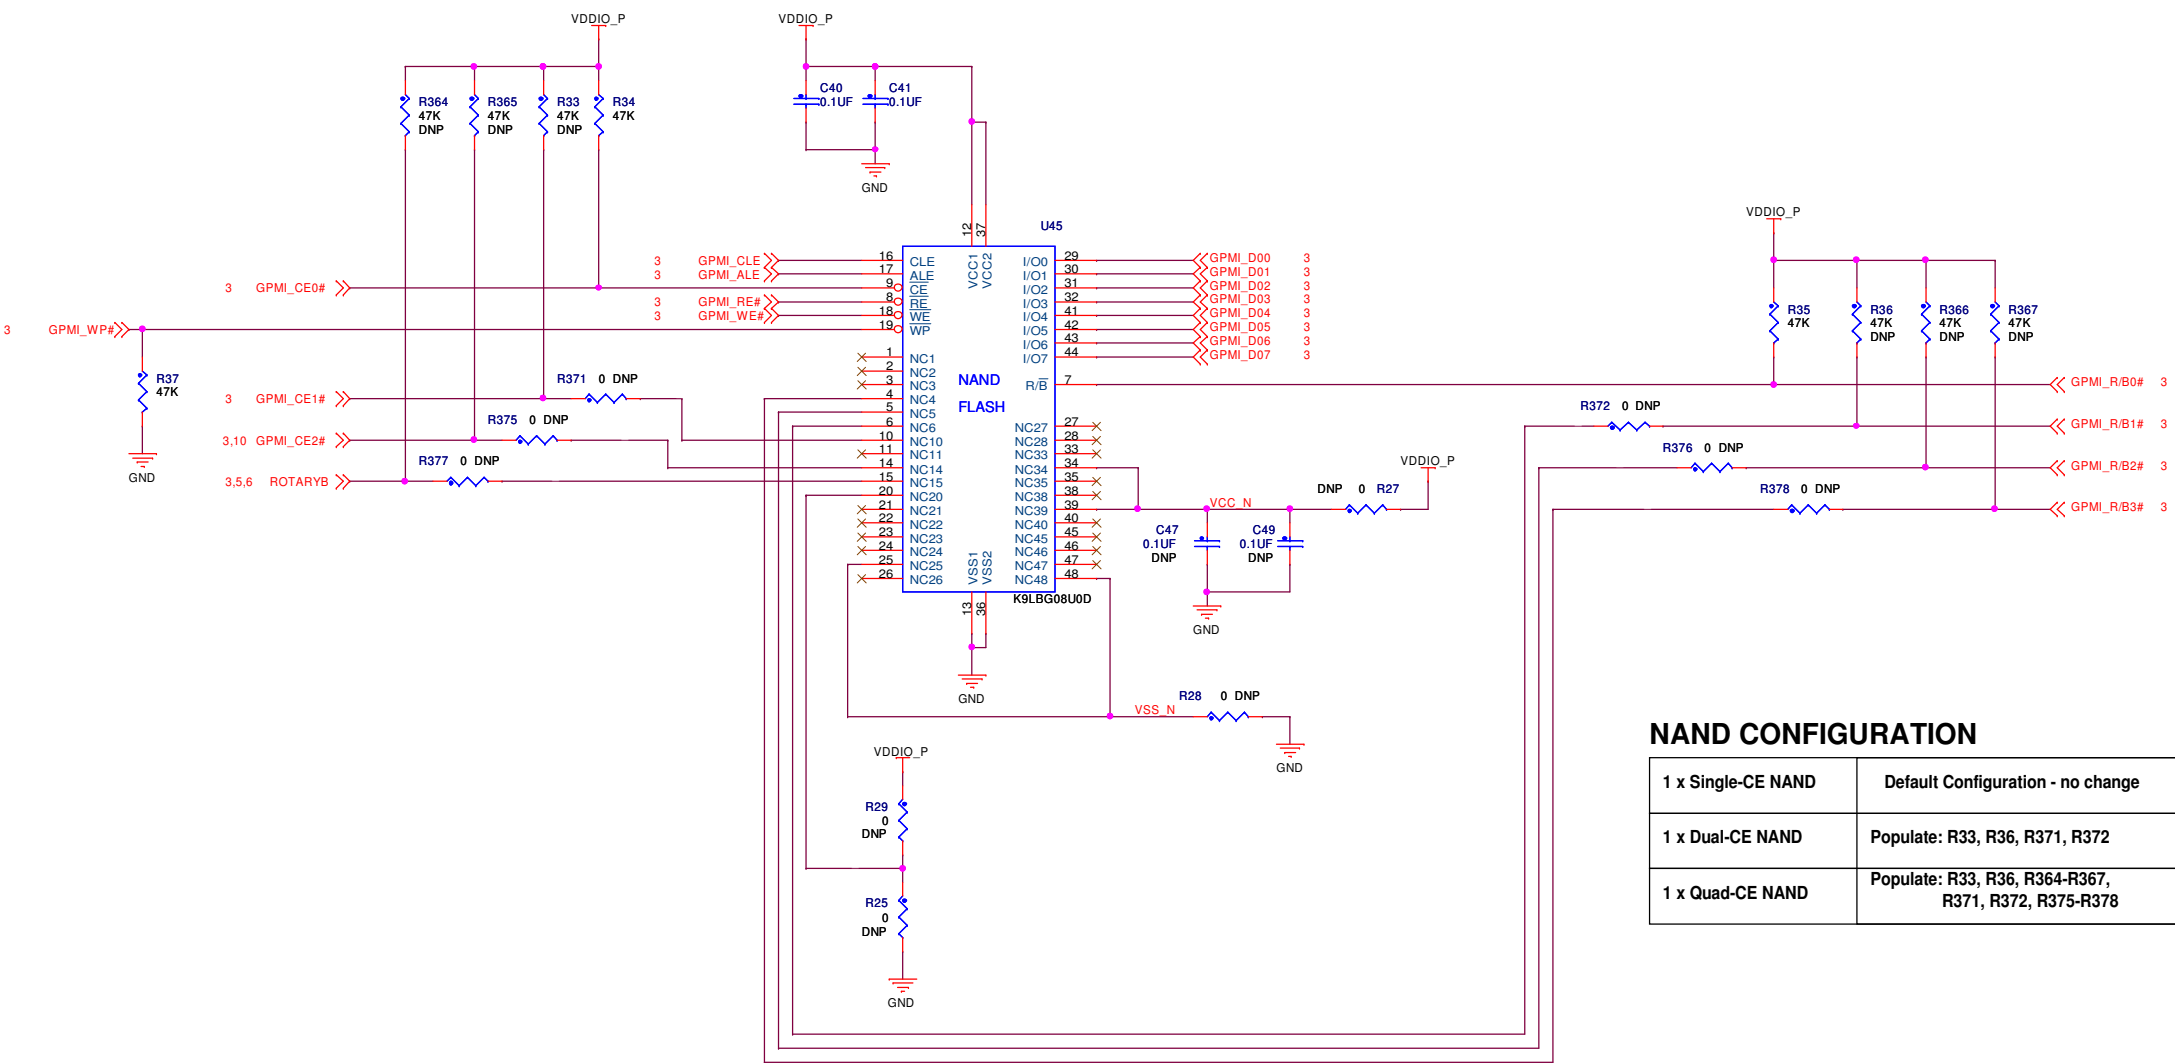 VDDIO_P
VDDIO_P
R364
47K
DNP
R365
47K
DNP
R33
47K
DNP
R34
47K
C40
0.1UF
C41
0.1UF
GND
U45
12
37
VCC1
VCC2
3 GPMI_CLE
3 GPMI_ALE
3 GPMI_CE0#
3 GPMI_RE#
3 GPMI_WE#
3 GPMI_WP#
R37
47K
GND
3 GPMI_CE1#
R371 0 DNP
3,10 GPMI_CE2#
R375 0 DNP
3,5,6 ROTARYB
R377 0 DNP
16 CLE
17 ALE
9 CE
8 RE
18 WE
19 WP
1 NC1
2 NC2
3 NC3
4 NC4
5 NC5
6 NC6
10 NC10
11 NC11
14 NC14
15 NC15
20 NC20
21 NC21
22 NC22
23 NC23
24 NC24
25 NC25
26 NC26
NAND
FLASH
I/O0 29 GPMI_D00 3
I/O1 30 GPMI_D01 3
I/O2 31 GPMI_D02 3
I/O3 32 GPMI_D03 3
I/O4 41 GPMI_D04 3
I/O5 42 GPMI_D05 3
I/O6 43 GPMI_D06 3
I/O7 44 GPMI_D07 3
R/B 7
NC27 27
NC28 28
NC33 33
NC34 34
NC35 35
NC38 38
NC39 39
NC40 40
NC45 45
NC46 46
NC47 47
NC48 48
VSS1
VSS2
13
36
K9LBG08U0D
GND
VCC_N
C47
0.1UF
DNP
C49
0.1UF
DNP
GND
DNP 0 R27
VDDIO_P
VSS_N
R28 0 DNP
GND
VDDIO_P
R29
0
DNP
R25
0
DNP
GND
VDDIO_P
R35
47K
R36
47K
DNP
R366
47K
DNP
R367
47K
DNP
GPMI_R/B0# 3
R372 0 DNP
GPMI_R/B1# 3
R376 0 DNP
GPMI_R/B2# 3
R378 0 DNP
GPMI_R/B3# 3
NAND CONFIGURATION
1 x Single-CE NAND Default Configuration - no change
1 x Dual-CE NAND Populate: R33, R36, R371, R372
1 x Quad-CE NAND Populate: R33, R36, R364-R367,
R371, R372, R375-R378